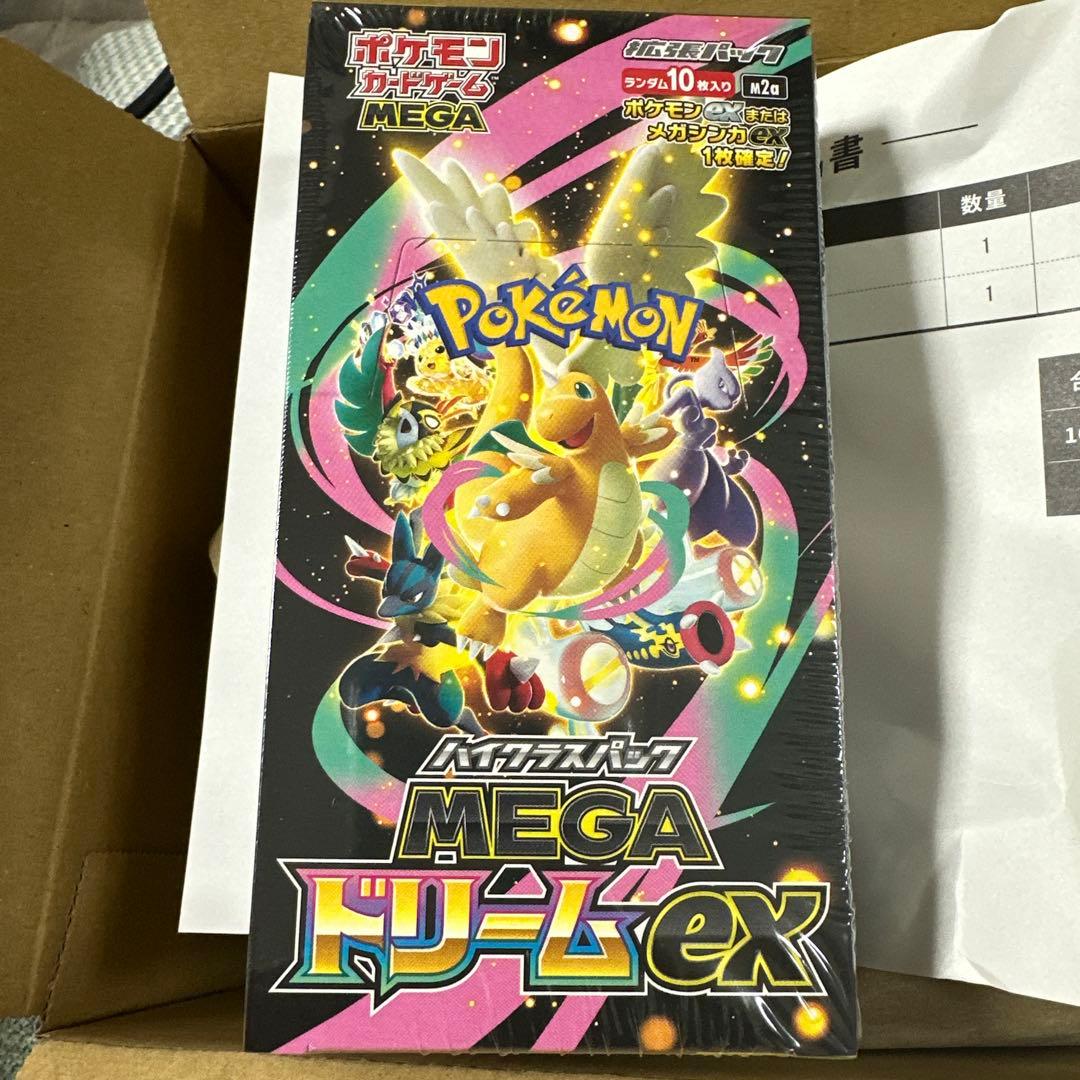 ポケモン
カードゲーム
MEGA
拡張パック
ランダム10枚入り M2a
ポケモンexまたは
メガシンカex
1枚確定!
POKéMON
TM
ハイクラスパック
MEGA
ドリームex
書
数量
1
1